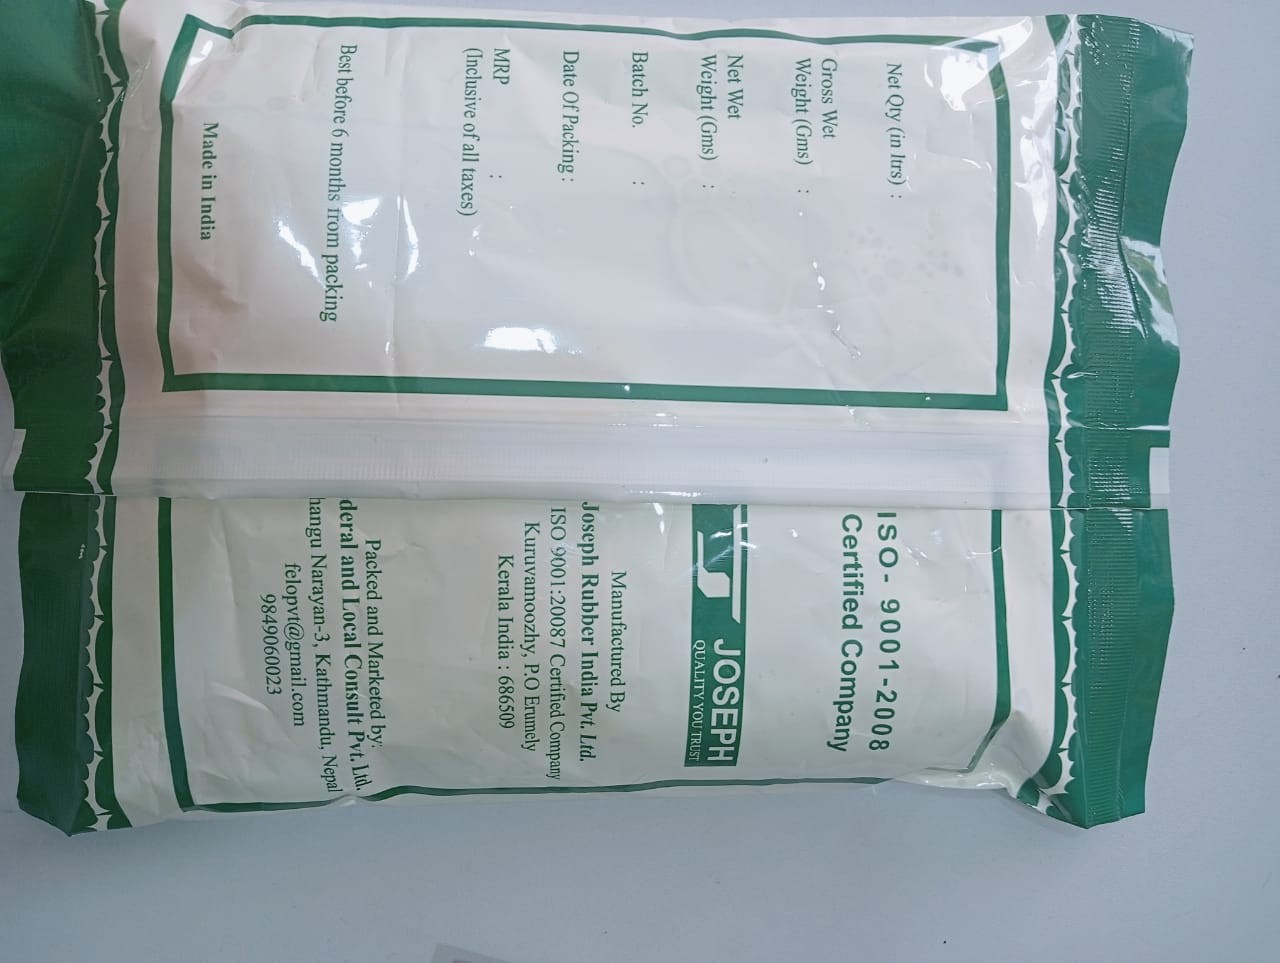 Net Qty (in ltrs) :
Gross Wet
Weight (Gms) :
Net Wet
Weight (Gms) :
Batch No. :
Date Of Packing :
MRP :
(Inclusive of all taxes)
Best before 6 months from packing
Made in India
ISO- 9001-2008
Certified Company
JOSEPH
QUALITY YOU TRUST
Manufactured By
Joseph Rubber India Pvt. Ltd.
ISO 9001:20087 Certified Company
Kuruvamoozhy, P.O Erumely
Kerala India : 686509
Packed and Marketed by:
deral and Local Consult Pvt. Ltd.
hangu Narayan-3, Kathmandu, Nepal
felopvt@gmail.com
9849060023